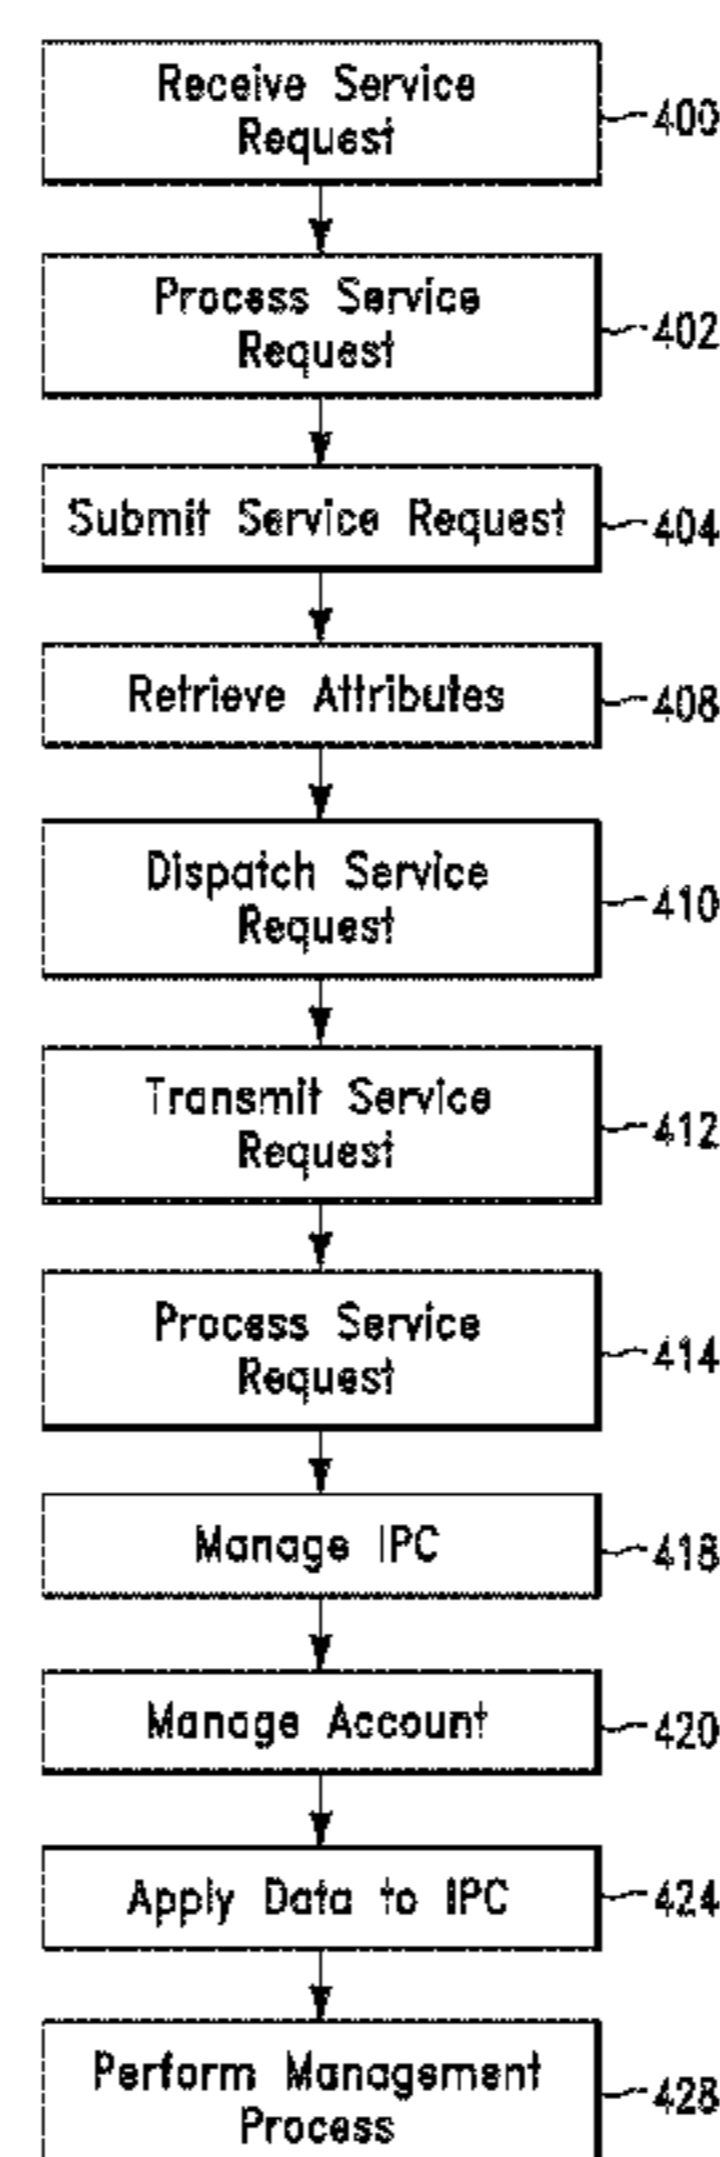 Receive Service
Request
400
Process Service
Request
402
Submit Service Request
404
Retrieve Attributes
408
Dispatch Service
Request
410
Transmit Service
Request
412
Process Service
Request
414
Manage IPC
418
Manage Account
420
Apply Data to IPC
424
Perform Management
Process
428